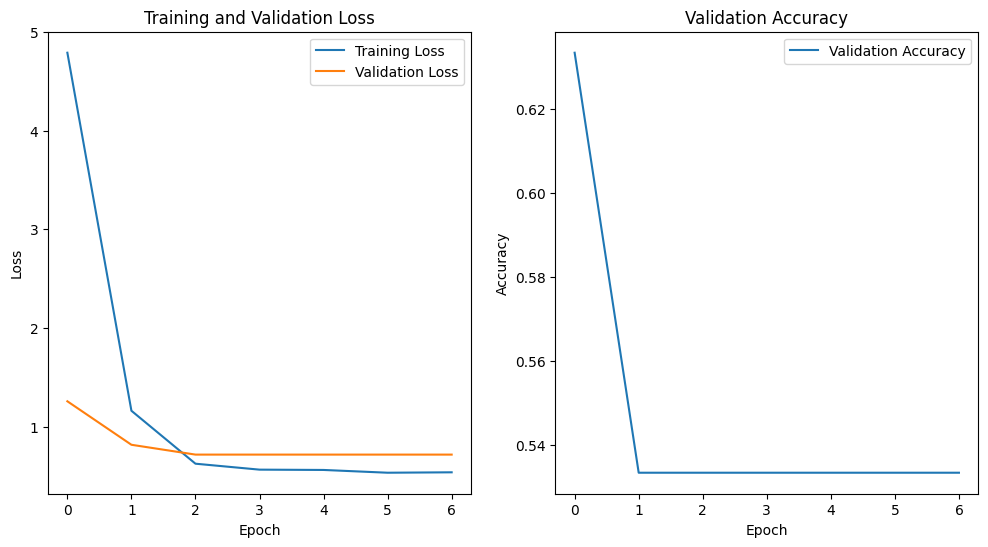 Training and Validation Loss
5
4
3
2
1
0
1
2
3
4
5
6
Loss
Epoch
Training Loss
Validation Loss
Validation Accuracy
0.62
0.60
0.58
0.56
0.54
0
1
2
3
4
5
6
Accuracy
Epoch
Validation Accuracy